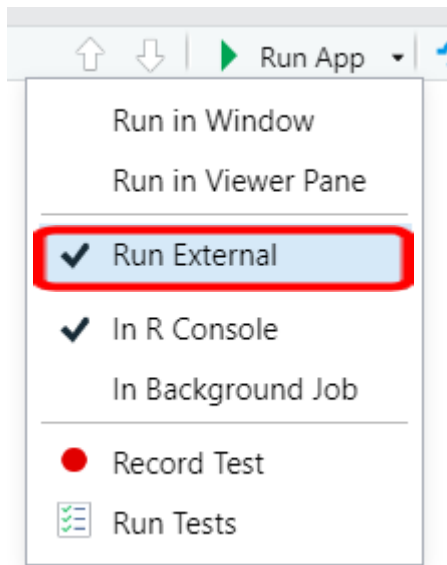 Run App
Run in Window
Run in Viewer Pane
Run External
In R Console
In Background Job
Record Test
Run Tests